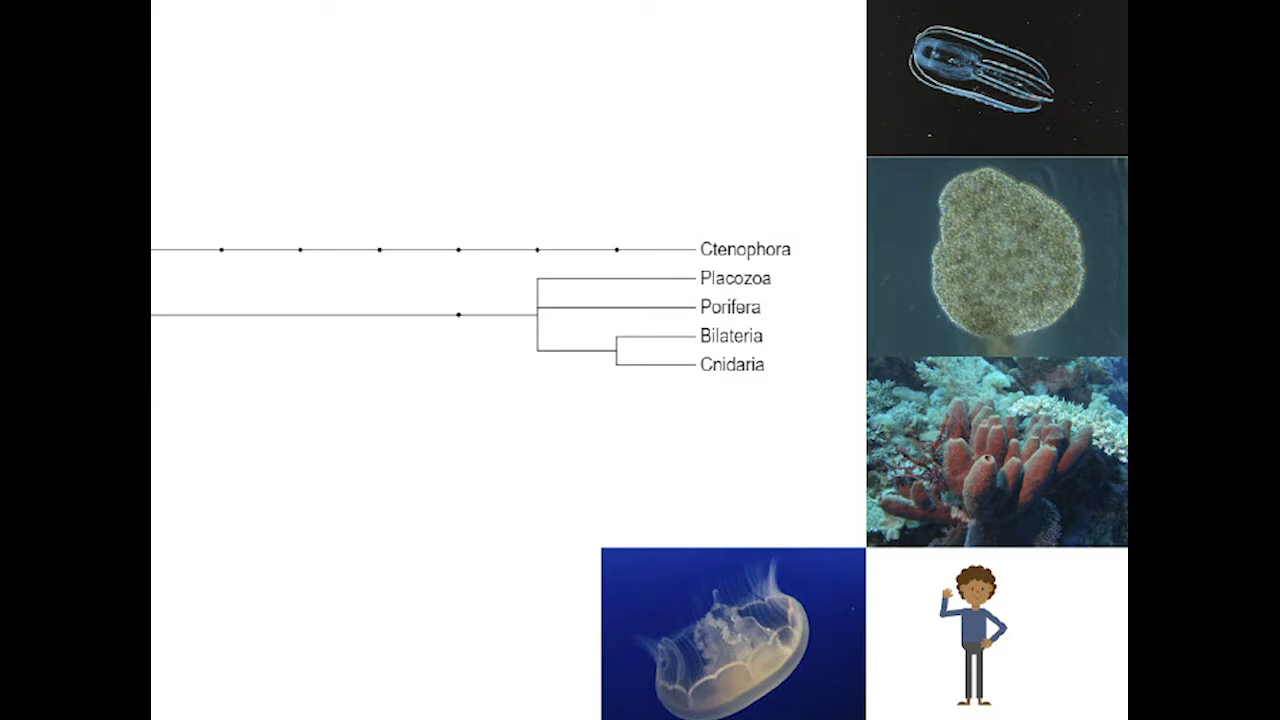 Ctenophora
Placozoa
Porifera
Bilateria
Cnidaria